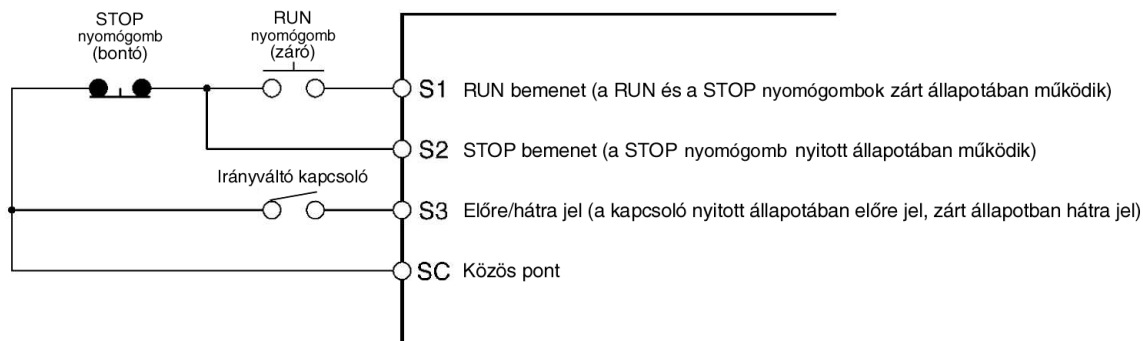 STOP
nyomógomb
(bontó)
RUN
nyomógomb
(záró)
S1 RUN bemenet (a RUN és a STOP nyomógombok zárt állapotában működik)
S2 STOP bemenet (a STOP nyomógomb nyitott állapotában működik)
Irányváltó kapcsoló
S3 Előre/hátra jel (a kapcsoló nyitott állapotában előre jel, zárt állapotban hátra jel)
SC Közös pont